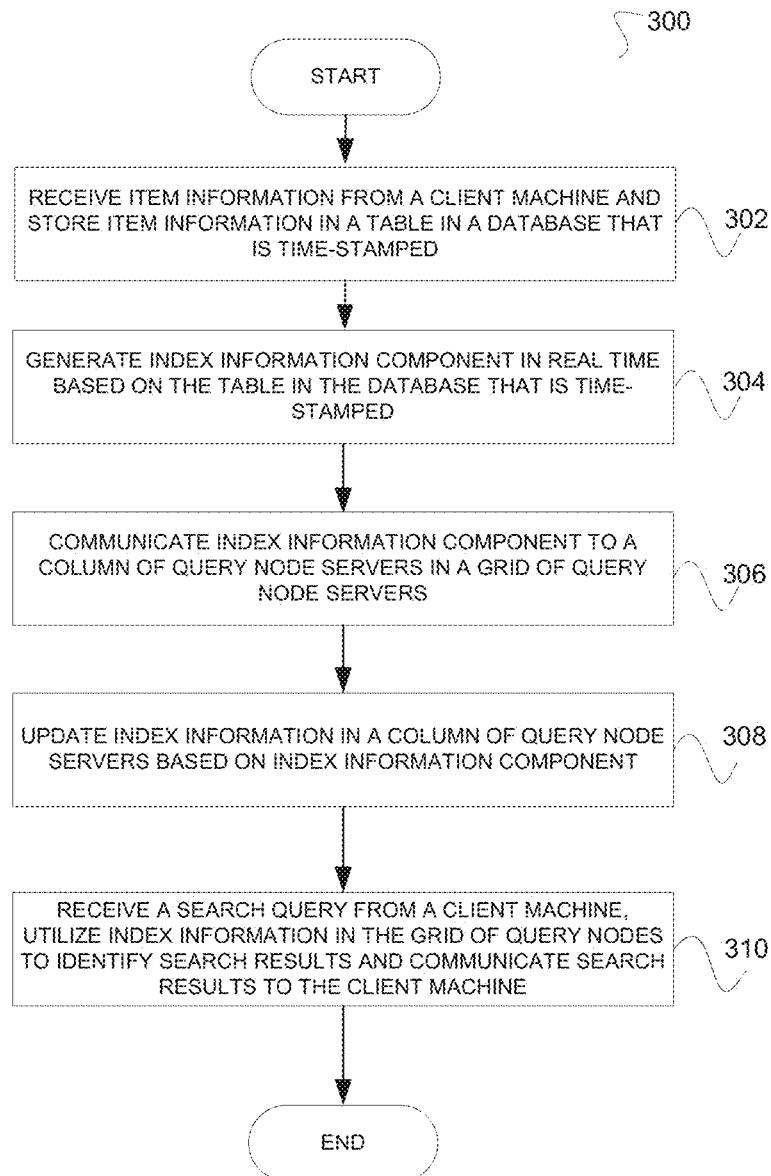 300
START
RECEIVE ITEM INFORMATION FROM A CLIENT MACHINE AND
STORE ITEM INFORMATION IN A TABLE IN A DATABASE THAT
IS TIME-STAMPED
302
GENERATE INDEX INFORMATION COMPONENT IN REAL TIME
BASED ON THE TABLE IN THE DATABASE THAT IS TIME-
STAMPED
304
COMMUNICATE INDEX INFORMATION COMPONENT TO A
COLUMN OF QUERY NODE SERVERS IN A GRID OF QUERY
NODE SERVERS
306
UPDATE INDEX INFORMATION IN A COLUMN OF QUERY NODE
SERVERS BASED ON INDEX INFORMATION COMPONENT
308
RECEIVE A SEARCH QUERY FROM A CLIENT MACHINE,
UTILIZE INDEX INFORMATION IN THE GRID OF QUERY NODES
TO IDENTIFY SEARCH RESULTS AND COMMUNICATE SEARCH
RESULTS TO THE CLIENT MACHINE
310
END